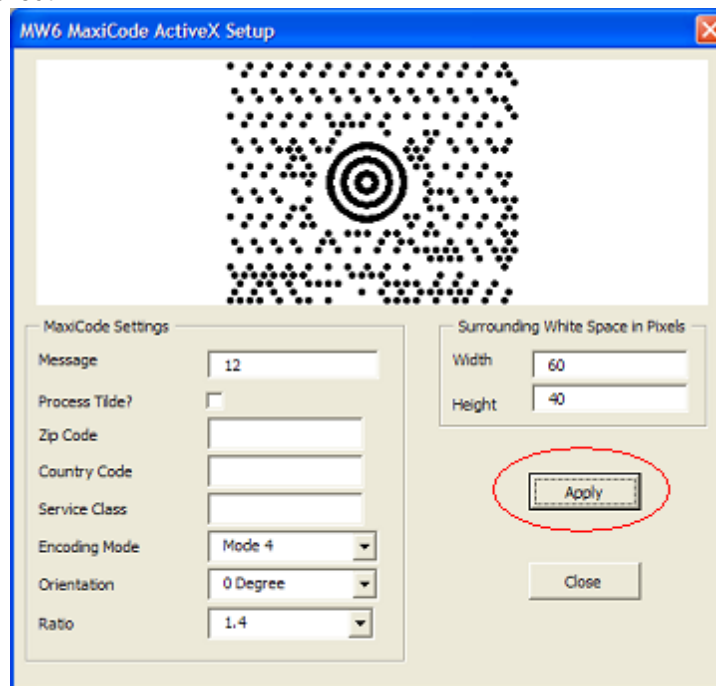 MW6 MaxiCode ActiveX Setup
MaxiCode Settings
Message 12
Process Tilde?
Zip Code
Country Code
Service Class
Encoding Mode Mode 4
Orientation 0 Degree
Ratio 1.4
Surrounding White Space in Pixels
Width 60
Height 40
Apply
Close